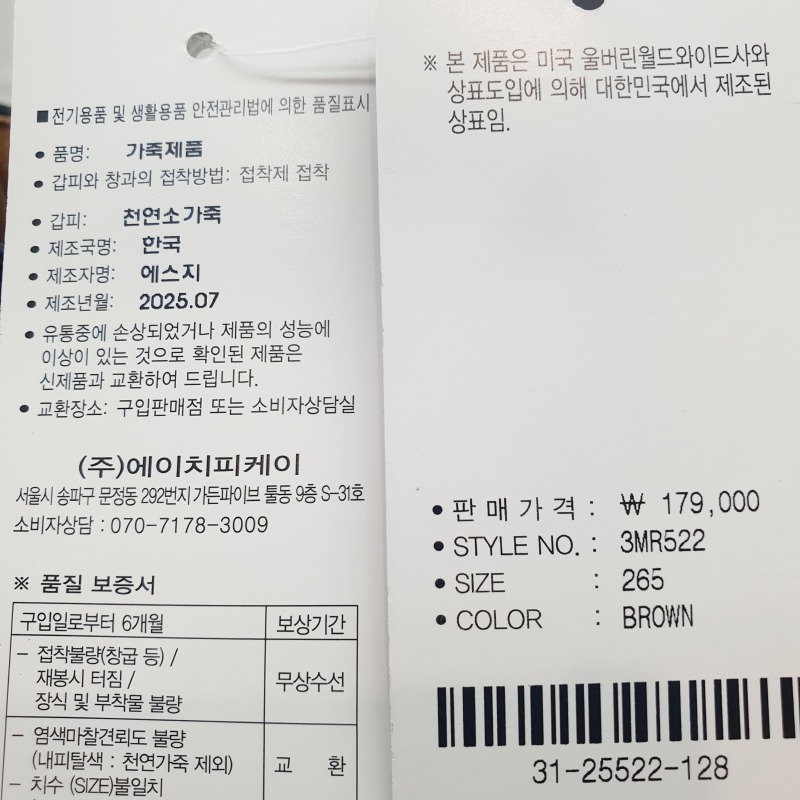 ■전기용품 및 생활용품 안전관리법에 의한 품질표시
● 품명: 가죽제품
● 갑피와 창과의 접착방법: 접착제 접착
● 갑피: 천연소가죽
● 제조국명: 한국
● 제조자명: 에스지
● 제조년월: 2025.07
● 유통중에 손상되었거나 제품의 성능에
이상이 있는 것으로 확인된 제품은
신제품과 교환하여 드립니다.
● 교환장소: 구입판매점 또는 소비자상담실
(주)에이치피케이
서울시 송파구 문정동 292번지 가든파이브 툴동 9층 S-31호
소비자상담 : 070-7178-3009
※ 품질 보증서
구입일로부터 6개월 보상기간
- 접착불량(창굽 등) /
재봉시 터짐 /
장식 및 부착물 불량
무상수선
- 염색마찰견뢰도 불량
(내피탈색 : 천연가죽 제외)
- 치수 (SIZE)불일치
교 환
※ 본 제품은 미국 울버린월드와이드사와
상표도입에 의해 대한민국에서 제조된
상표임.
● 판매가격 : ₩ 179,000
● STYLE NO. : 3MR522
● SIZE : 265
● COLOR : BROWN
31-25522-128